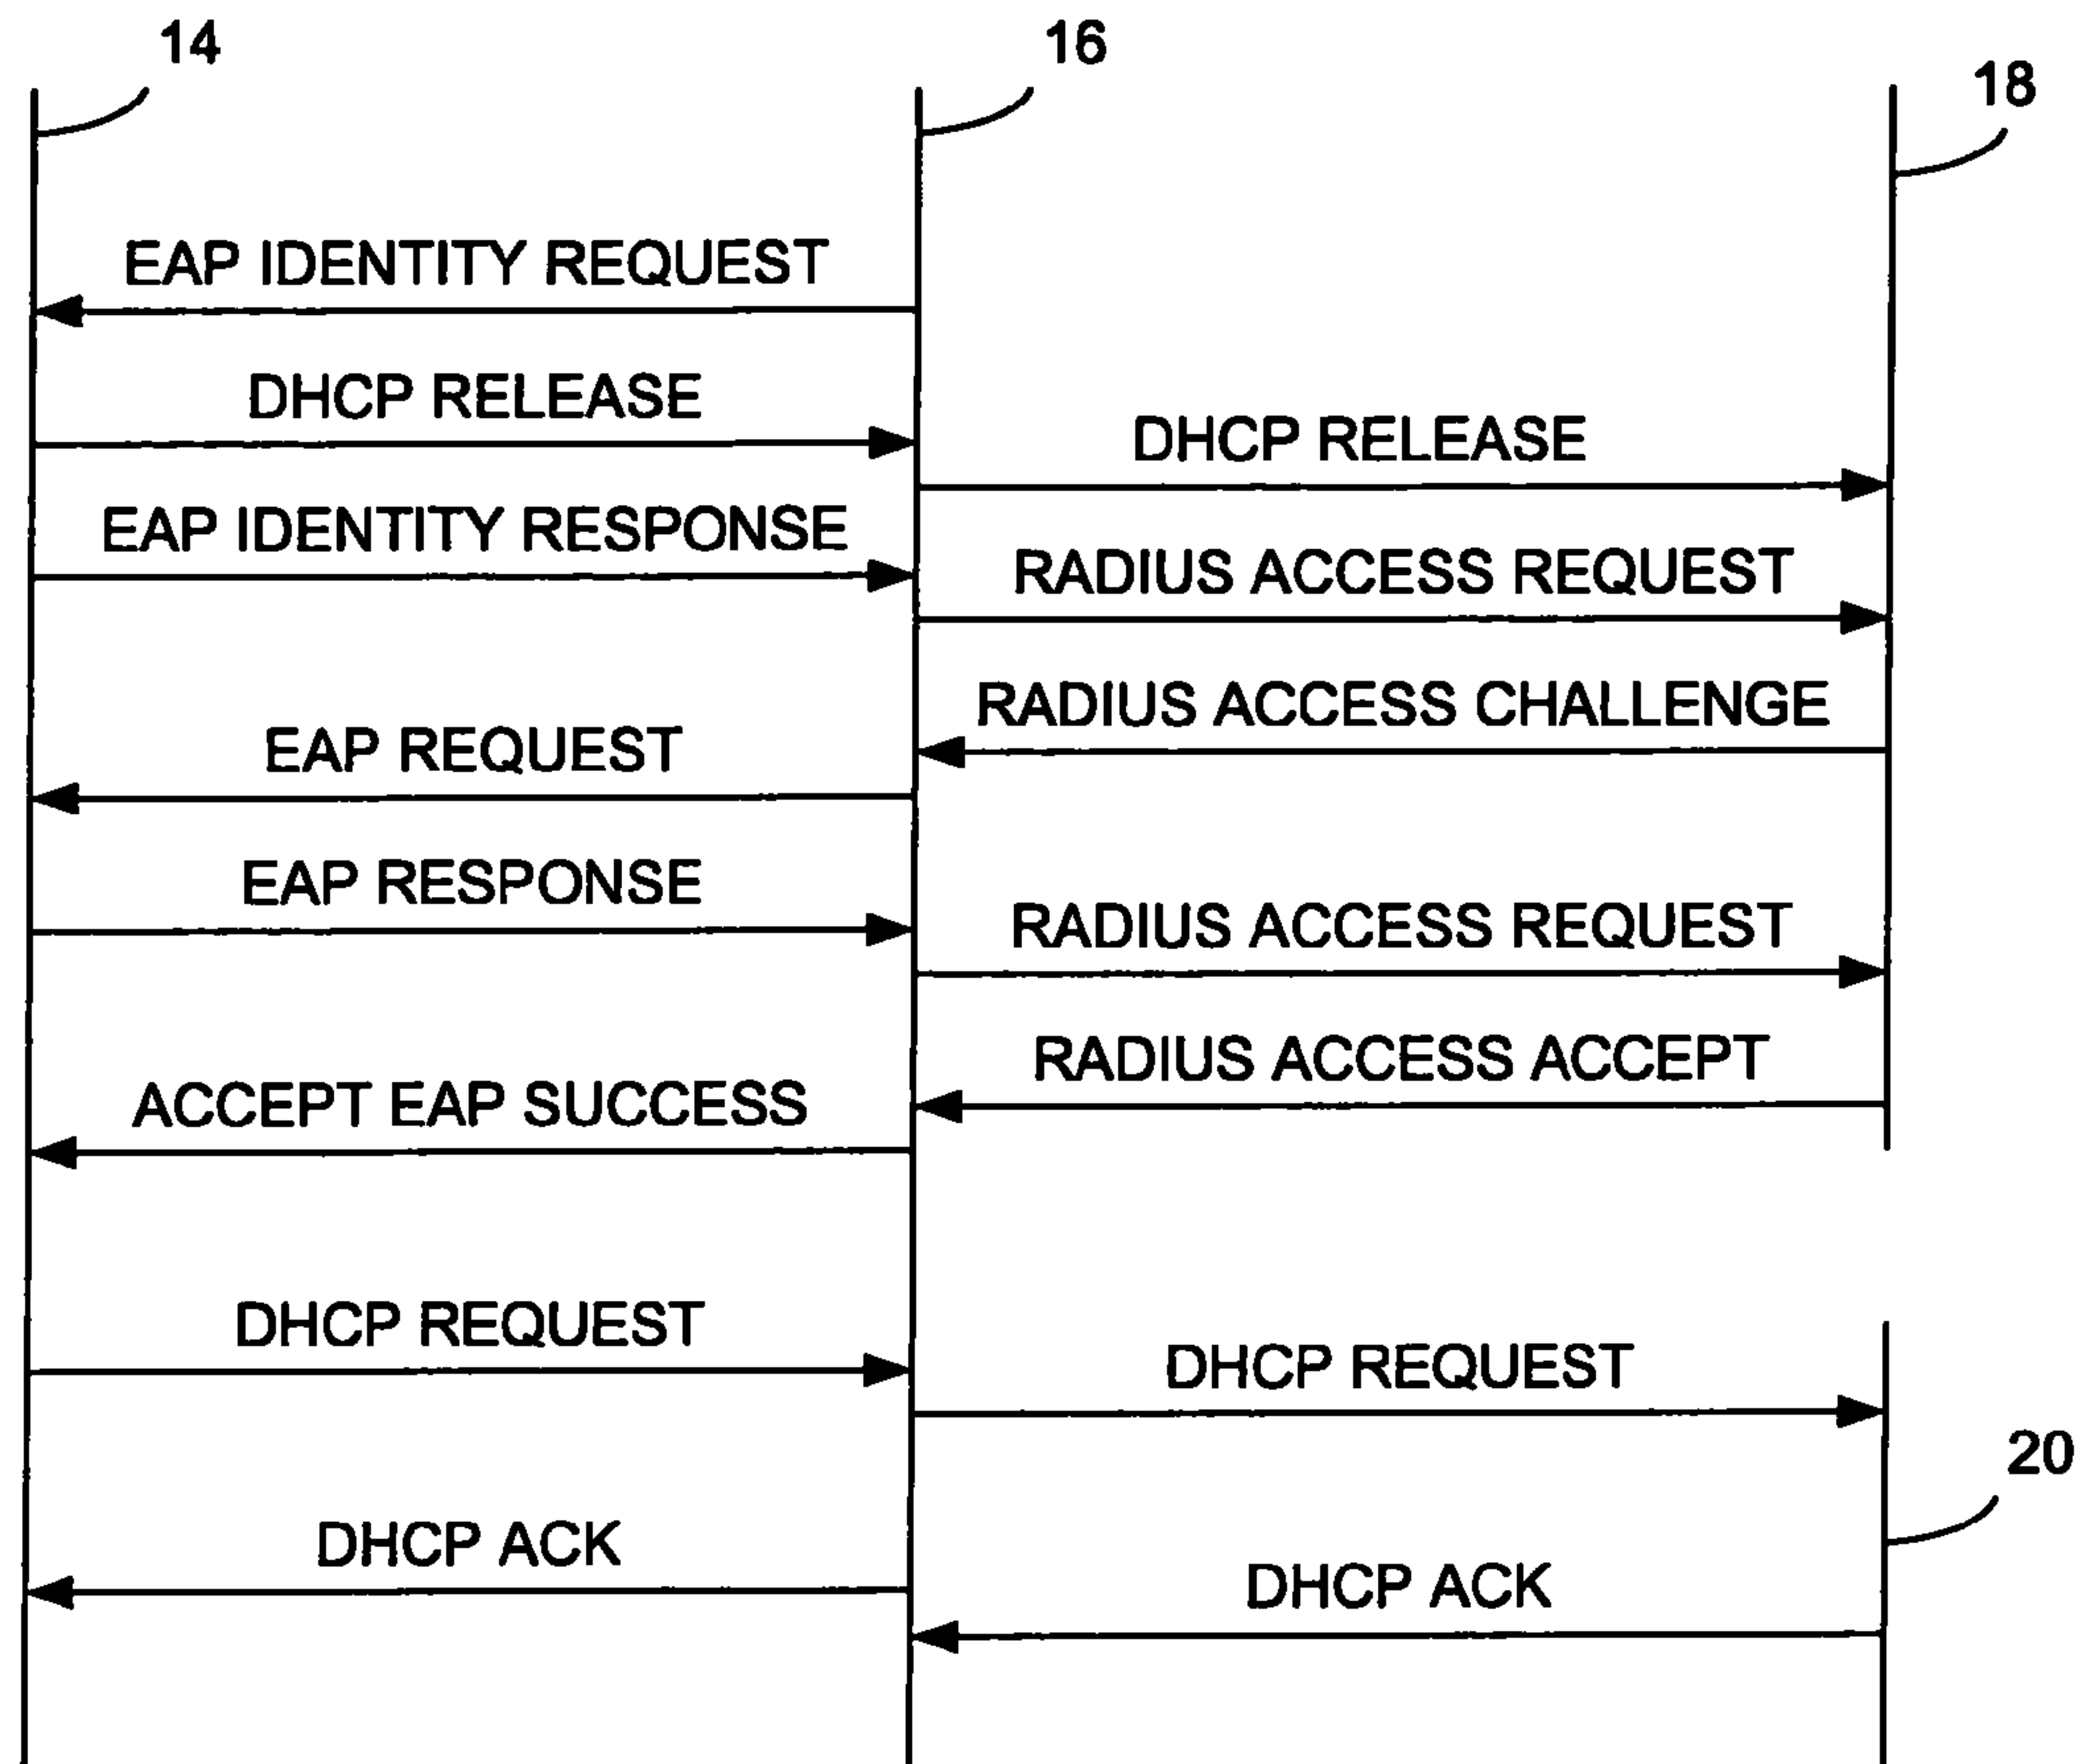 14
16
18
EAP IDENTITY REQUEST
DHCP RELEASE
DHCP RELEASE
EAP IDENTITY RESPONSE
RADIUS ACCESS REQUEST
RADIUS ACCESS CHALLENGE
EAP REQUEST
EAP RESPONSE
RADIUS ACCESS REQUEST
RADIUS ACCESS ACCEPT
ACCEPT EAP SUCCESS
DHCP REQUEST
DHCP REQUEST
20
DHCP ACK
DHCP ACK